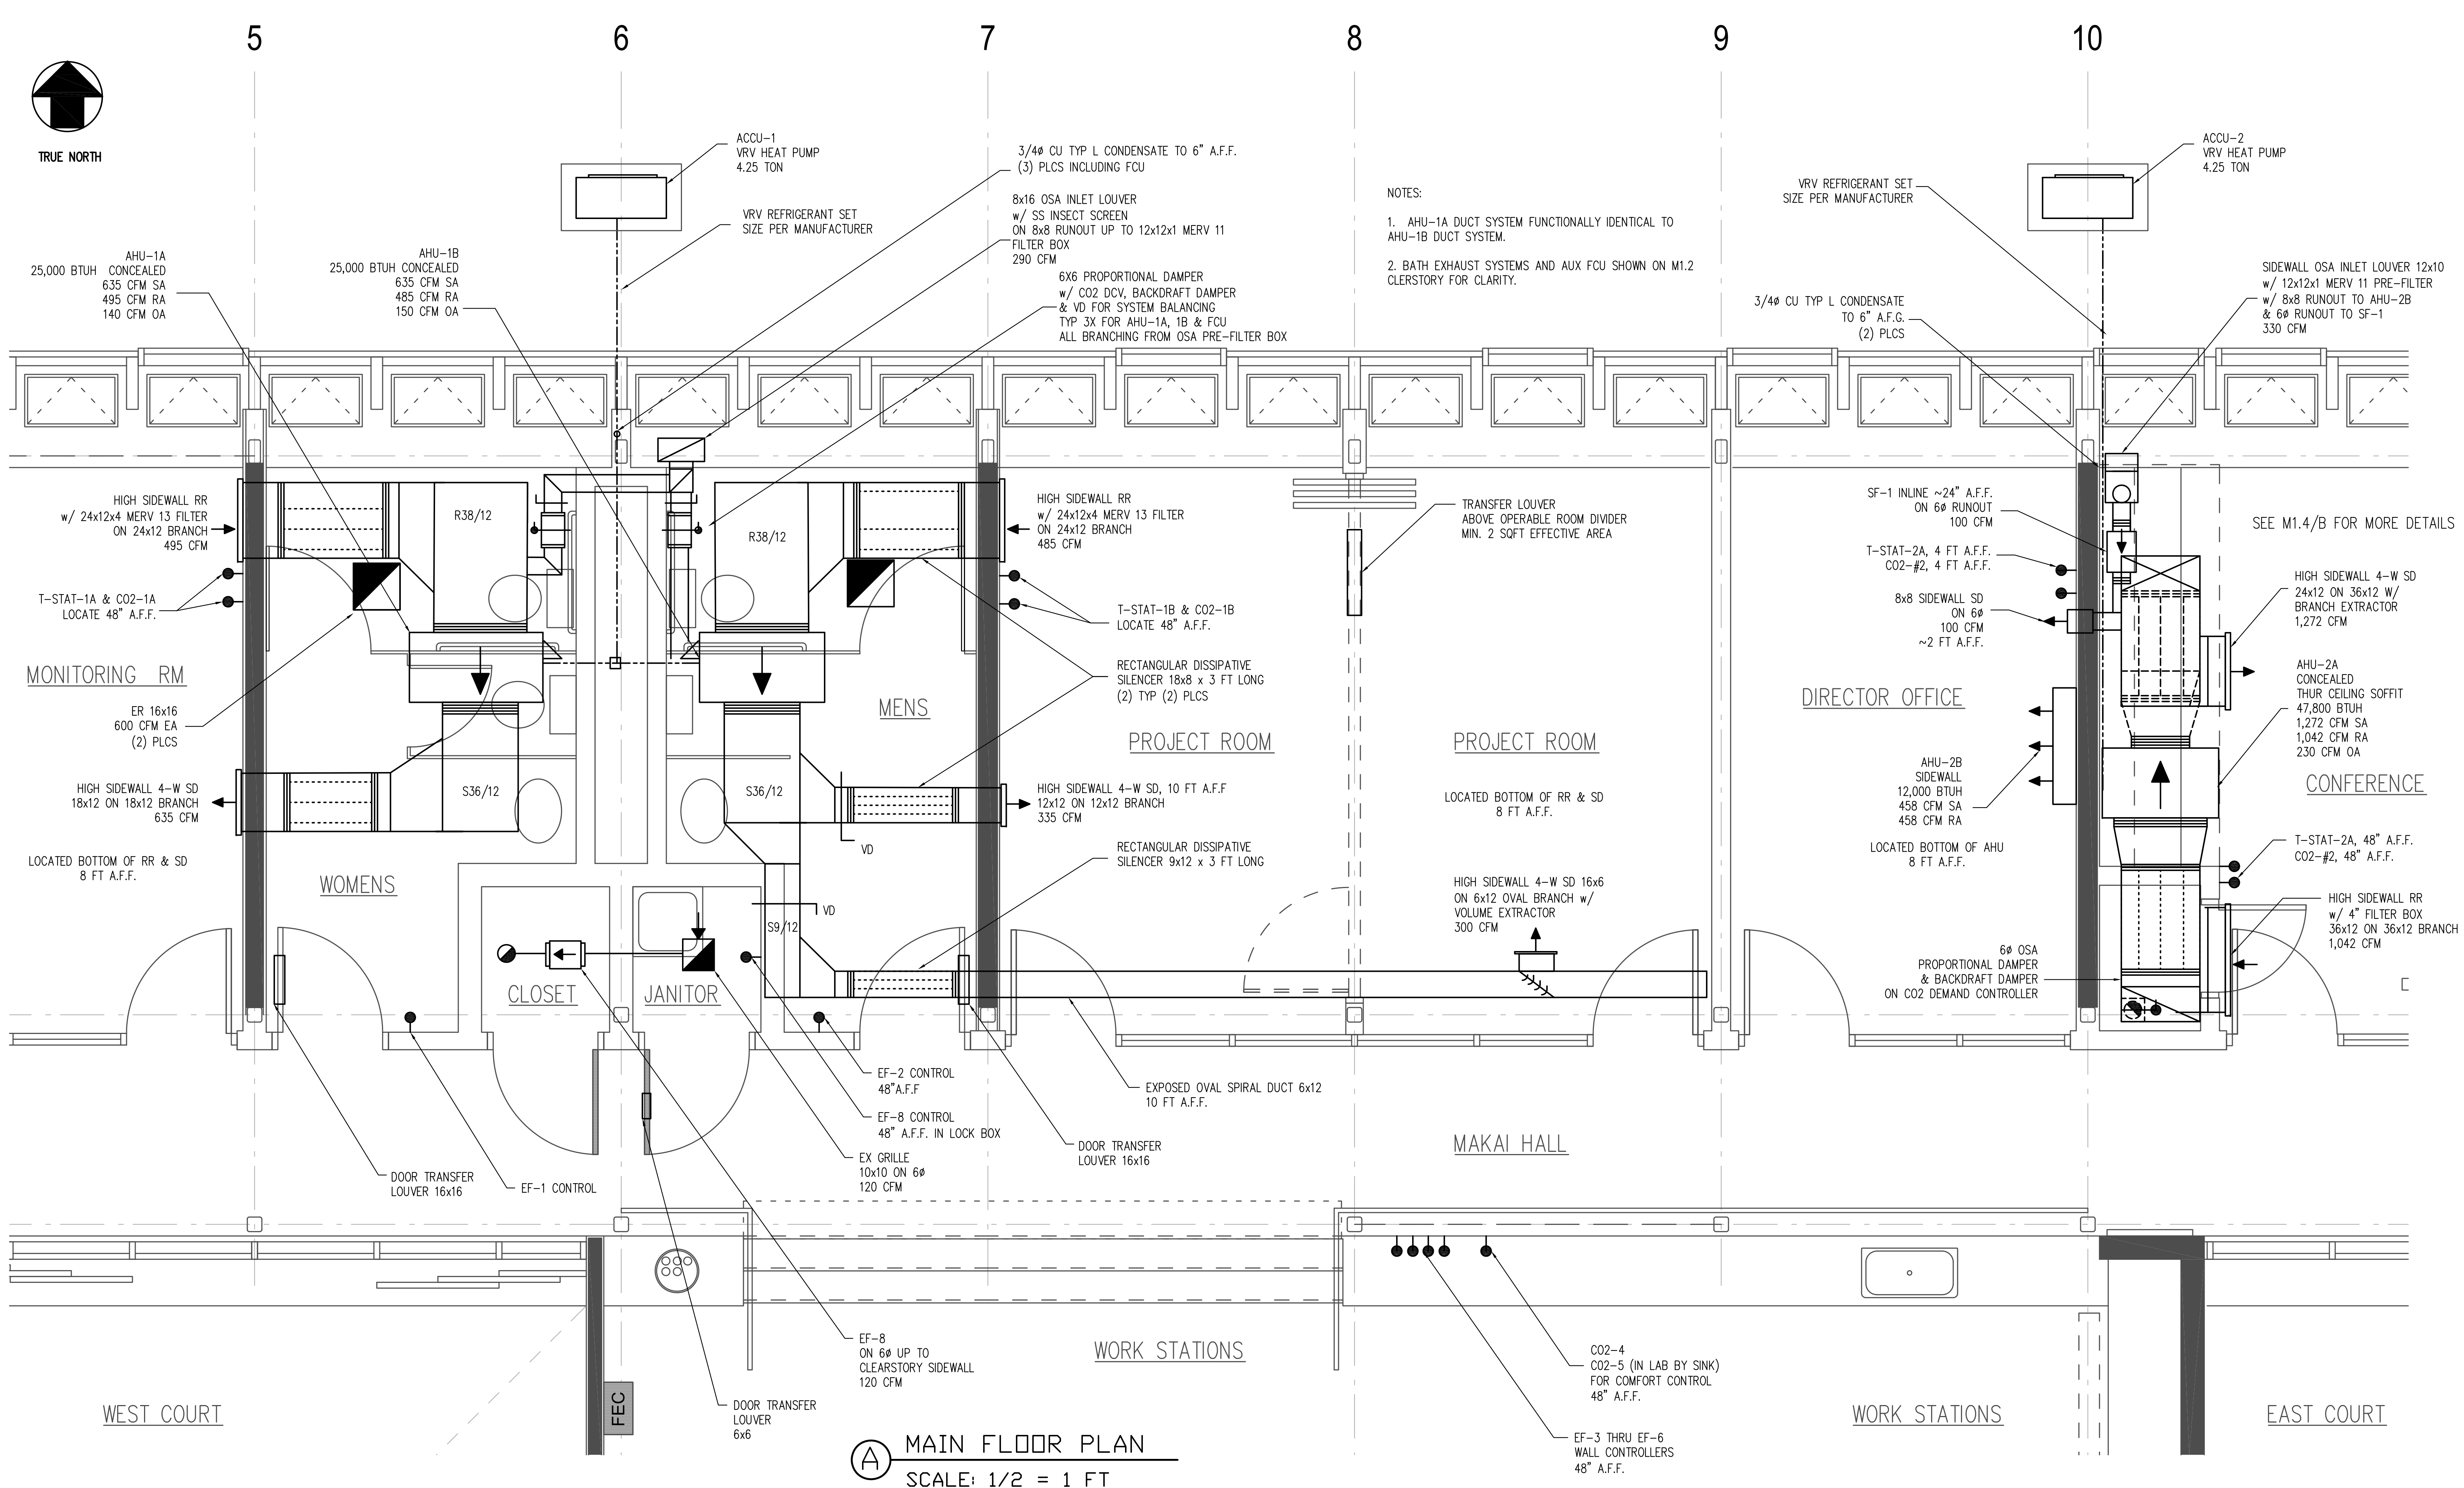 5
6
7
8
9
10
TRUE NORTH
ACCU-1
VRV HEAT PUMP
4.25 TON
VRV REFRIGERANT SET
SIZE PER MANUFACTURER
3/4ø CU TYP L CONDENSATE TO 6" A.F.F.
(3) PLCS INCLUDING FCU
8x16 OSA INLET LOUVER
w/ SS INSECT SCREEN
ON 8x8 RUNOUT UP TO 12x12x1 MERV 11
FILTER BOX
290 CFM
6X6 PROPORTIONAL DAMPER
w/ CO2 DCV, BACKDRAFT DAMPER
& VD FOR SYSTEM BALANCING
TYP 3X FOR AHU-1A, 1B & FCU
ALL BRANCHING FROM OSA PRE-FILTER BOX
NOTES:
1. AHU-1A DUCT SYSTEM FUNCTIONALLY IDENTICAL TO
AHU-1B DUCT SYSTEM.
2. BATH EXHAUST SYSTEMS AND AUX FCU SHOWN ON M1.2
CLERSTORY FOR CLARITY.
VRV REFRIGERANT SET
SIZE PER MANUFACTURER
ACCU-2
VRV HEAT PUMP
4.25 TON
3/4ø CU TYP L CONDENSATE
TO 6" A.F.G.
(2) PLCS
SIDEWALL OSA INLET LOUVER 12x10
w/ 12x12x1 MERV 11 PRE-FILTER
w/ 8x8 RUNOUT TO AHU-2B
& 6ø RUNOUT TO SF-1
330 CFM
AHU-1A
25,000 BTUH CONCEALED
635 CFM SA
495 CFM RA
140 CFM OA
AHU-1B
25,000 BTUH CONCEALED
635 CFM SA
485 CFM RA
150 CFM OA
HIGH SIDEWALL RR
w/ 24x12x4 MERV 13 FILTER
ON 24x12 BRANCH
495 CFM
R38/12
R38/12
HIGH SIDEWALL RR
w/ 24x12x4 MERV 13 FILTER
ON 24x12 BRANCH
485 CFM
TRANSFER LOUVER
ABOVE OPERABLE ROOM DIVIDER
MIN. 2 SQFT EFFECTIVE AREA
SF-1 INLINE ~24" A.F.F.
ON 6ø RUNOUT
100 CFM
SEE M1.4/B FOR MORE DETAILS
T-STAT-2A, 4 FT A.F.F.
CO2-#2, 4 FT A.F.F.
HIGH SIDEWALL 4-W SD
24x12 ON 36x12 W/
BRANCH EXTRACTOR
1,272 CFM
T-STAT-1A & CO2-1A
LOCATE 48" A.F.F.
T-STAT-1B & CO2-1B
LOCATE 48" A.F.F.
8x8 SIDEWALL SD
ON 6ø
100 CFM
~2 FT A.F.F.
MONITORING RM
RECTANGULAR DISSIPATIVE
SILENCER 18x8 x 3 FT LONG
(2) TYP (2) PLCS
AHU-2A
CONCEALED
THUR CEILING SOFFIT
47,800 BTUH
1,272 CFM SA
1,042 CFM RA
230 CFM OA
ER 16x16
600 CFM EA
(2) PLCS
MENS
PROJECT ROOM
PROJECT ROOM
DIRECTOR OFFICE
HIGH SIDEWALL 4-W SD
18x12 ON 18x12 BRANCH
635 CFM
S36/12
S36/12
HIGH SIDEWALL 4-W SD, 10 FT A.F.F
12x12 ON 12x12 BRANCH
335 CFM
LOCATED BOTTOM OF RR & SD
8 FT A.F.F.
AHU-2B
SIDEWALL
12,000 BTUH
458 CFM SA
458 CFM RA
CONFERENCE
LOCATED BOTTOM OF RR & SD
8 FT A.F.F.
VD
RECTANGULAR DISSIPATIVE
SILENCER 9x12 x 3 FT LONG
LOCATED BOTTOM OF AHU
8 FT A.F.F.
T-STAT-2A, 48" A.F.F.
CO2-#2, 48" A.F.F.
WOMENS
VD
S9/12
HIGH SIDEWALL 4-W SD 16x6
ON 6x12 OVAL BRANCH w/
VOLUME EXTRACTOR
300 CFM
HIGH SIDEWALL RR
w/ 4" FILTER BOX
36x12 ON 36x12 BRANCH
1,042 CFM
CLOSET
JANITOR
6ø OSA
PROPORTIONAL DAMPER
& BACKDRAFT DAMPER
ON CO2 DEMAND CONTROLLER
EF-2 CONTROL
48"A.F.F
EXPOSED OVAL SPIRAL DUCT 6x12
10 FT A.F.F.
EF-8 CONTROL
48" A.F.F. IN LOCK BOX
EX GRILLE
10x10 ON 6ø
120 CFM
DOOR TRANSFER
LOUVER 16x16
MAKAI HALL
DOOR TRANSFER
LOUVER 16x16
EF-1 CONTROL
EF-8
ON 6ø UP TO
CLEARSTORY SIDEWALL
120 CFM
WORK STATIONS
CO2-4
CO2-5 (IN LAB BY SINK)
FOR COMFORT CONTROL
48" A.F.F.
WEST COURT
FEC
DOOR TRANSFER
LOUVER
6x6
WORK STATIONS
EAST COURT
EF-3 THRU EF-6
WALL CONTROLLERS
48" A.F.F.
A
MAIN FLOOR PLAN
SCALE: 1/2 = 1 FT